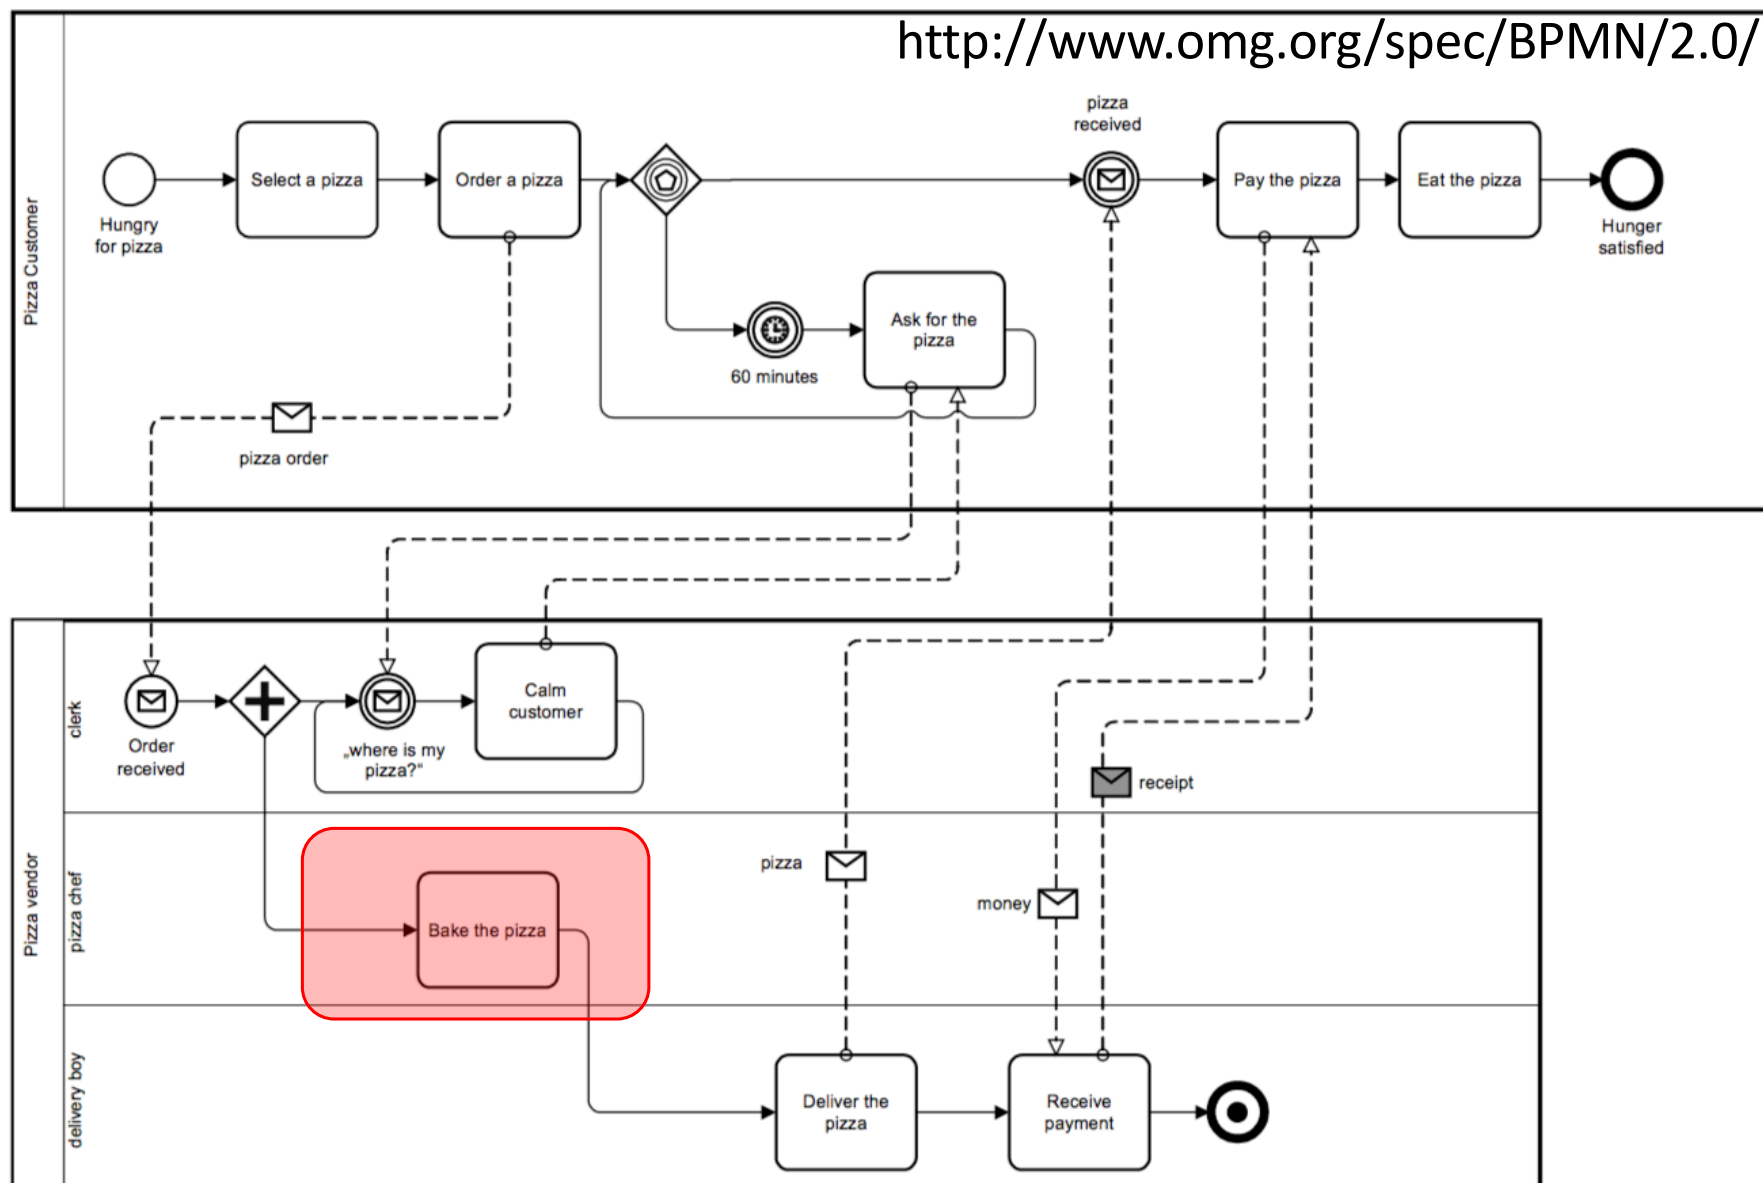 http://www.omg.org/spec/BPMN/2.0/
Pizza Customer
Hungry
for pizza
Select a pizza
Order a pizza
pizza
received
Pay the pizza
Eat the pizza
Hunger
satisfied
60 minutes
Ask for the
pizza
pizza order
Pizza vendor
clerk
Order
received
„where is my
pizza?“
Calm
customer
receipt
pizza chef
Bake the pizza
pizza
money
delivery boy
Deliver the
pizza
Receive
payment